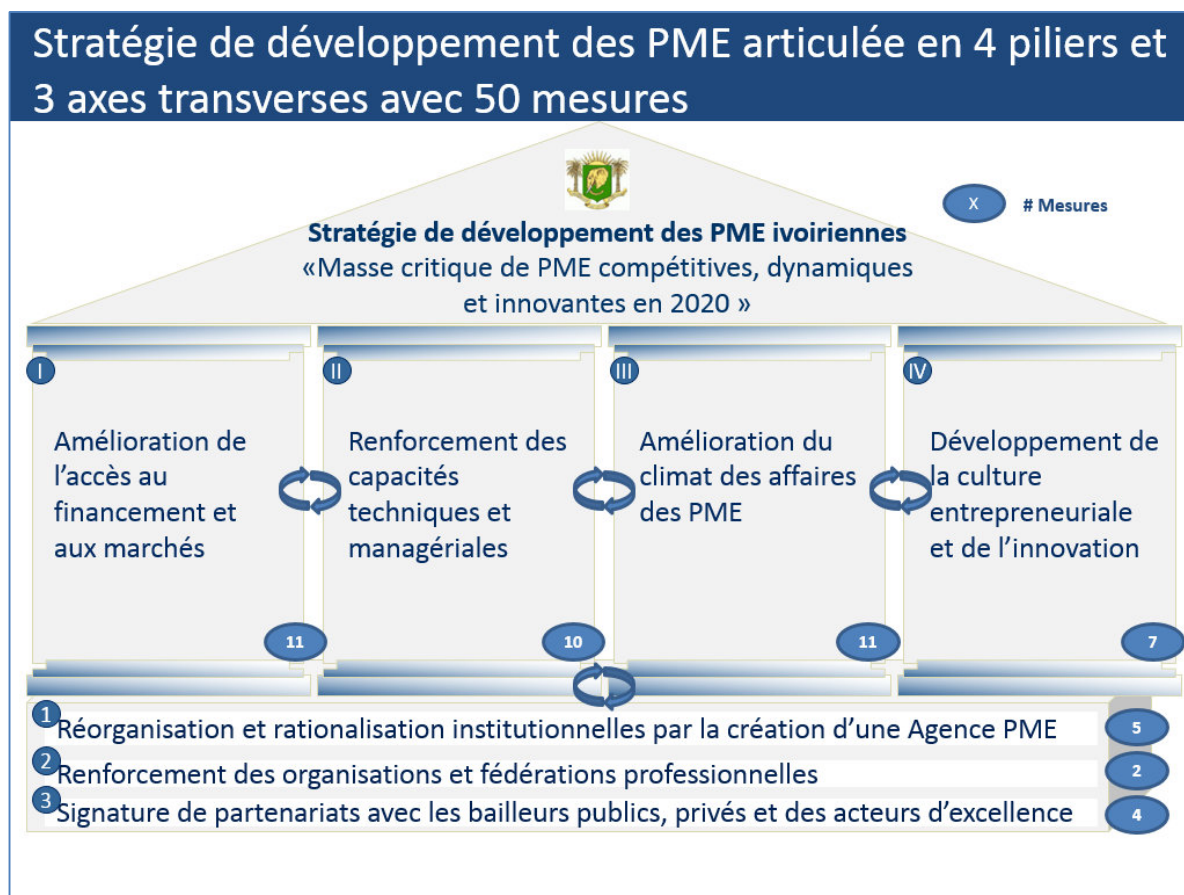 Stratégie de développement des PME articulée en 4 piliers et
3 axes transverses avec 50 mesures
X
# Mesures
Stratégie de développement des PME ivoiriennes
«Masse critique de PME compétitives, dynamiques
et innovantes en 2020 »
I
Amélioration de
l’accès au
financement et
aux marchés
11
II
Renforcement des
capacités
techniques et
managériales
10
III
Amélioration du
climat des affaires
des PME
11
IV
Développement de
la culture
entrepreneuriale
et de l’innovation
7
1
Réorganisation et rationalisation institutionnelles par la création d’une Agence PME
5
2
Renforcement des organisations et fédérations professionnelles
2
3
Signature de partenariats avec les bailleurs publics, privés et des acteurs d’excellence
4